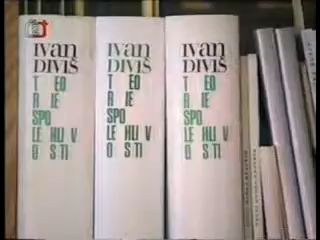 IVAN
DIVIŠ
T EO
R IE
SPO
LE HLI V
O STI
IVAN
DIVIŠ
T EO
R IE
SPO
LE HLI V
O STI
IVAN
DIVIŠ
T EO
R IE
SPO
LE HLI V
O STI